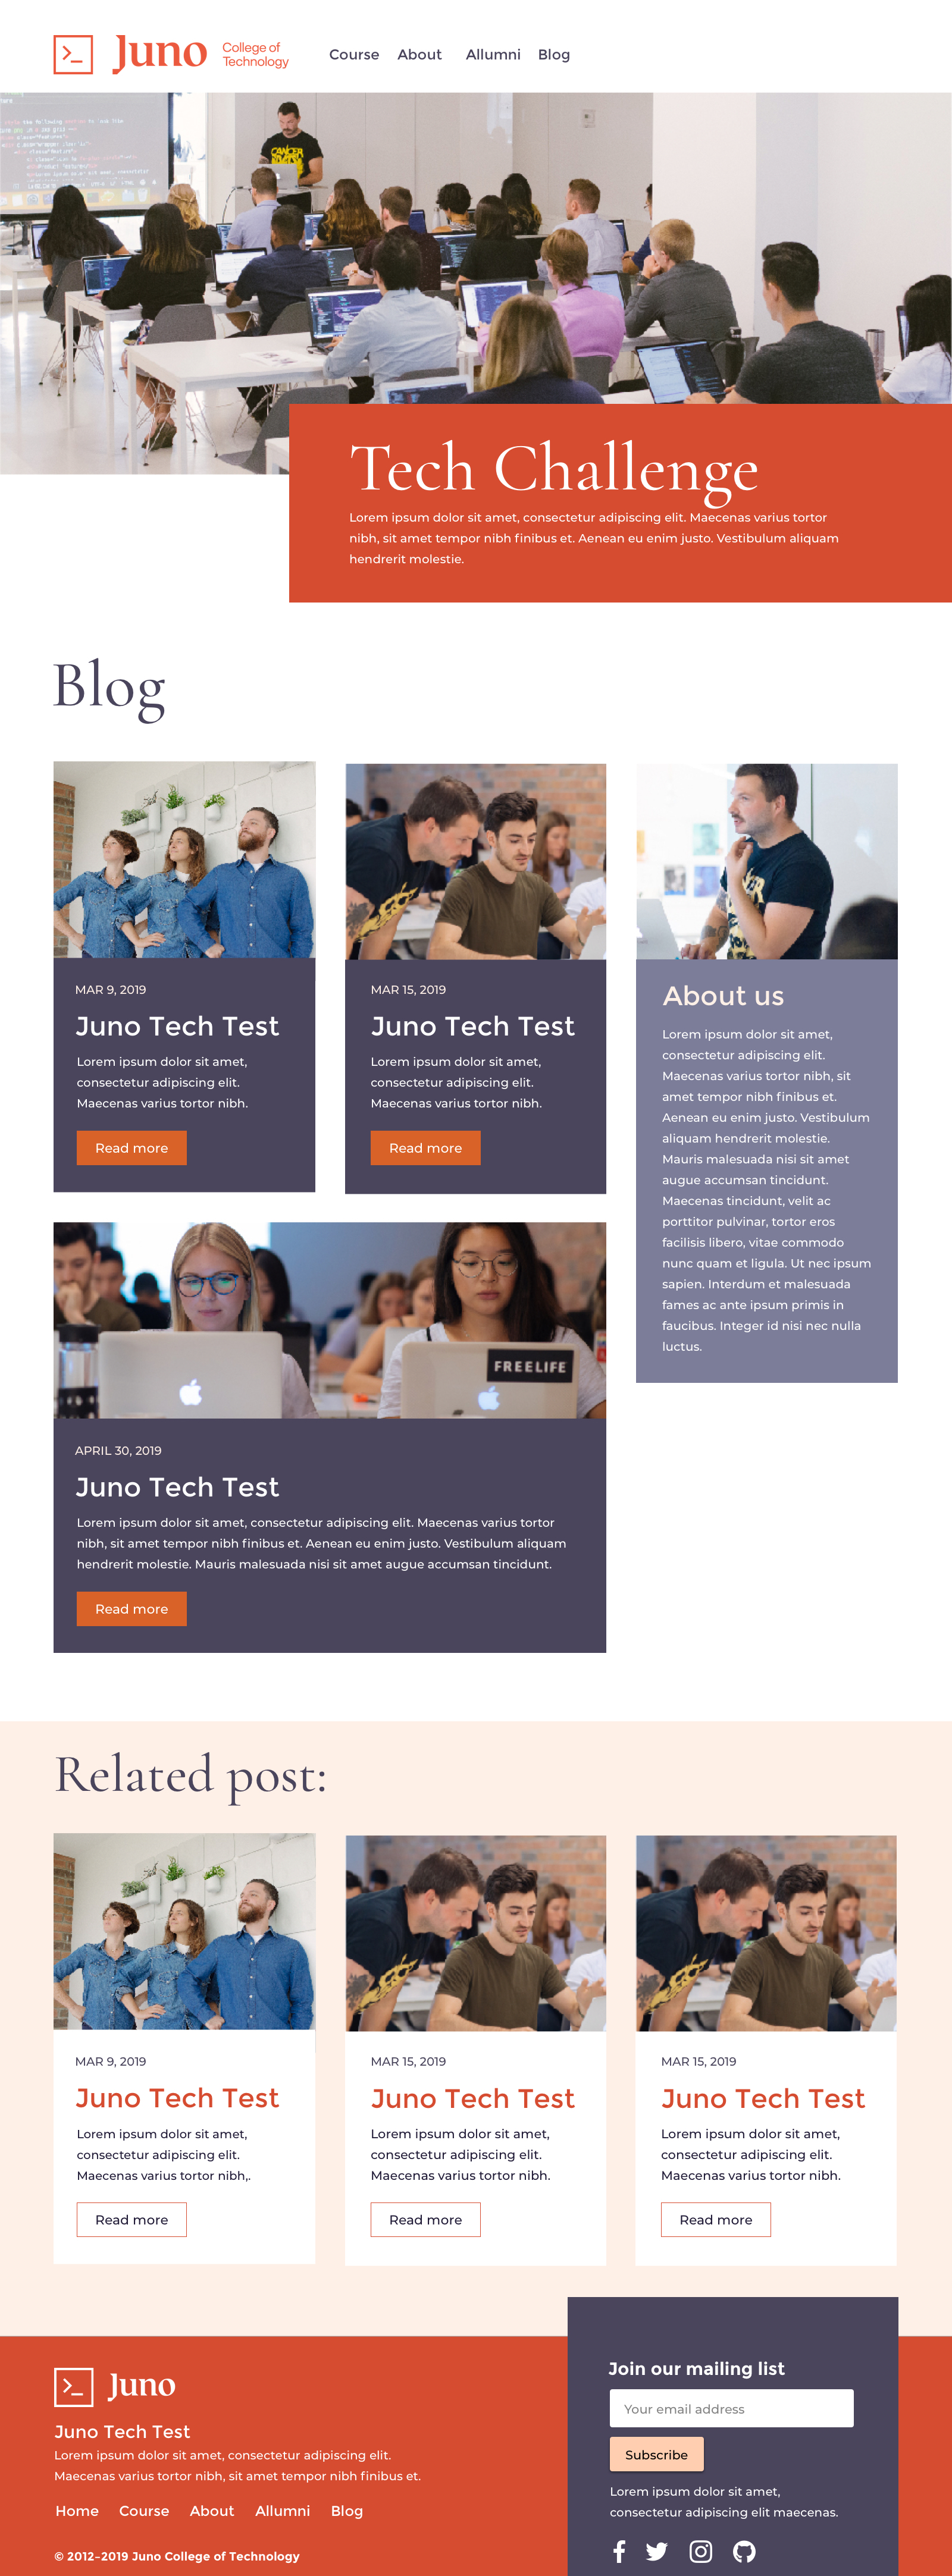 Juno
College of
Technology
Course About Allumni Blog
CANCER
Tech Challenge
Lorem ipsum dolor sit amet, consectetur adipiscing elit. Maecenas varius tortor
nibh, sit amet tempor nibh finibus et. Aenean eu enim justo. Vestibulum aliquam
hendrerit molestie.
Blog
MAR 9, 2019
Juno Tech Test
Lorem ipsum dolor sit amet,
consectetur adipiscing elit.
Maecenas varius tortor nibh.
Read more
MAR 15, 2019
Juno Tech Test
Lorem ipsum dolor sit amet,
consectetur adipiscing elit.
Maecenas varius tortor nibh.
Read more
About us
Lorem ipsum dolor sit amet,
consectetur adipiscing elit.
Maecenas varius tortor nibh, sit
amet tempor nibh finibus et.
Aenean eu enim justo. Vestibulum
aliquam hendrerit molestie.
Mauris malesuada nisi sit amet
augue accumsan tincidunt.
Maecenas tincidunt, velit ac
porttitor pulvinar, tortor eros
facilisis libero, vitae commodo
nunc quam et ligula. Ut nec ipsum
sapien. Interdum et malesuada
fames ac ante ipsum primis in
faucibus. Integer id nisi nec nulla
luctus.
FREELIFE
APRIL 30, 2019
Juno Tech Test
Lorem ipsum dolor sit amet, consectetur adipiscing elit. Maecenas varius tortor
nibh, sit amet tempor nibh finibus et. Aenean eu enim justo. Vestibulum aliquam
hendrerit molestie. Mauris malesuada nisi sit amet augue accumsan tincidunt.
Read more
Related post:
MAR 9, 2019
Juno Tech Test
Lorem ipsum dolor sit amet,
consectetur adipiscing elit.
Maecenas varius tortor nibh,.
Read more
MAR 15, 2019
Juno Tech Test
Lorem ipsum dolor sit amet,
consectetur adipiscing elit.
Maecenas varius tortor nibh.
Read more
MAR 15, 2019
Juno Tech Test
Lorem ipsum dolor sit amet,
consectetur adipiscing elit.
Maecenas varius tortor nibh.
Read more
Juno
Juno Tech Test
Lorem ipsum dolor sit amet, consectetur adipiscing elit.
Maecenas varius tortor nibh, sit amet tempor nibh finibus et.
Home Course About Allumni Blog
© 2012–2019 Juno College of Technology
Join our mailing list
Your email address
Subscribe
Lorem ipsum dolor sit amet,
consectetur adipiscing elit maecenas.